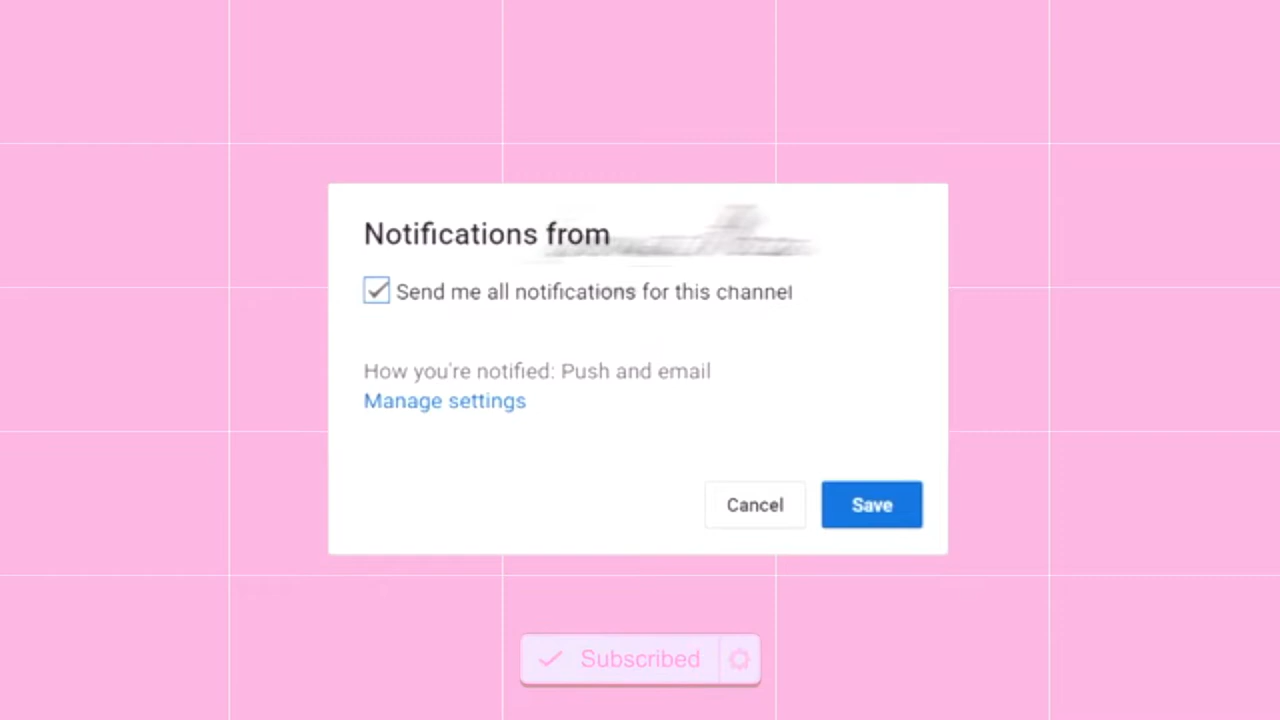 Notifications from
Send me all notifications for this channel
How you're notified: Push and email
Manage settings
Cancel
Save
Subscribed